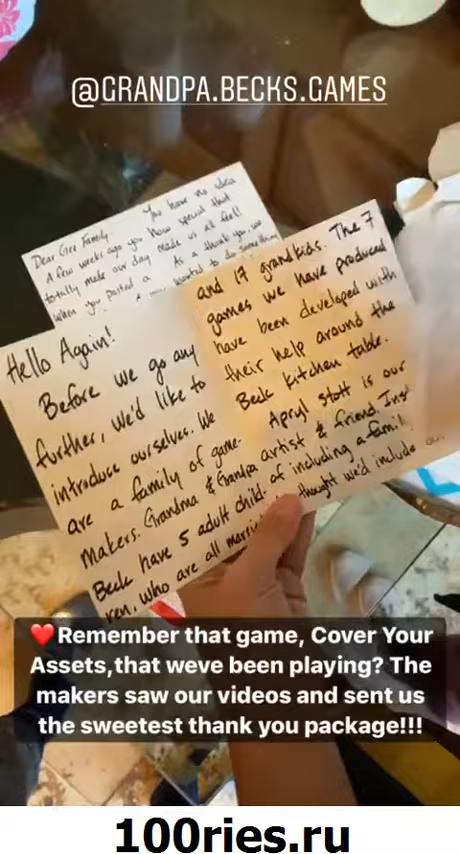 @GRANDPA.BECKS.GAMES
Dear Gee Family- You have no idea
A few weeks ago you how special that
totally made our day made us all feel!
when you posted a As a thank you, we
wanted to do something
Hello Again!
Before we go any
further, we'd like to
introduce ourselves. We
are a family of game-
makers. Grandma & Grandpa
Beck have 5 adult child-
ren, who are all marri
and 17 grandkids. The 7
games we have produced
have been developed with
their help around the
Beck kitchen table.
Apryl Stott is our
artist & friend. Inst
of including a famil
thought we'd include
❤️Remember that game, Cover Your
Assets,that weve been playing? The
makers saw our videos and sent us
the sweetest thank you package!!!
100ries.ru